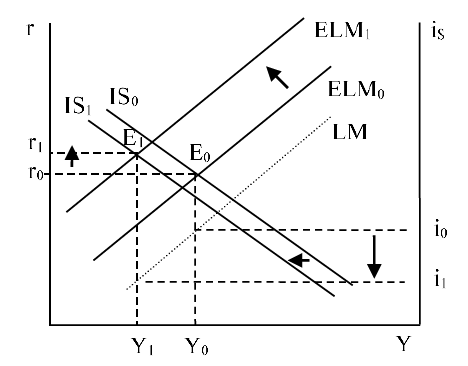 r
ELM₁
iₛ
IS₀
IS₁
ELM₀
E₁
E₀
LM
r₁
r₀
i₀
i₁
Y₁
Y₀
Y